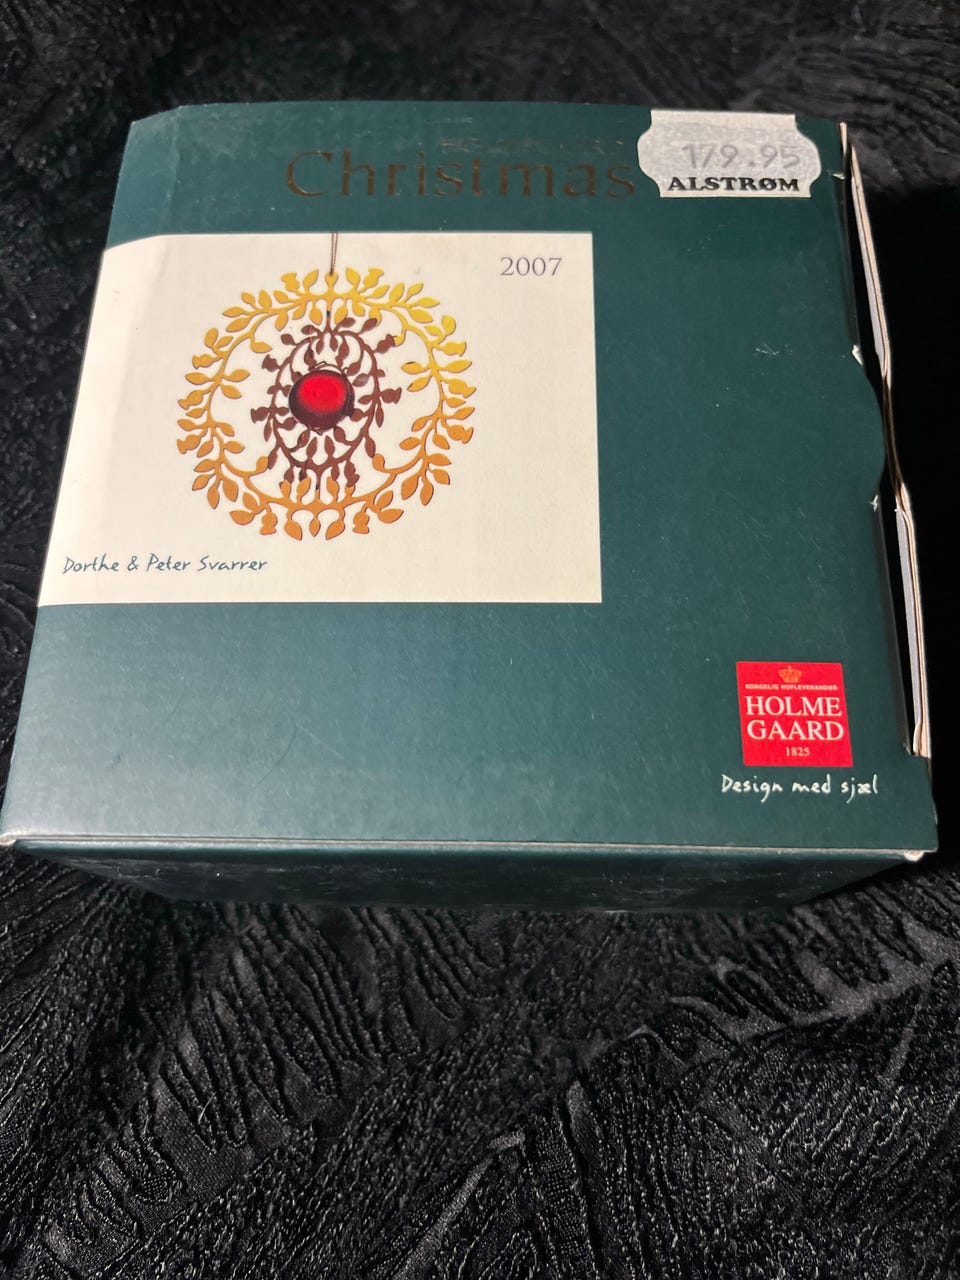 Christmas
179.95
ALSTRØM
2007
Dorthe & Peter Svarrer
KONGELIG HOFLEVERANDØR
HOLME
GAARD
1825
Design med sjæl